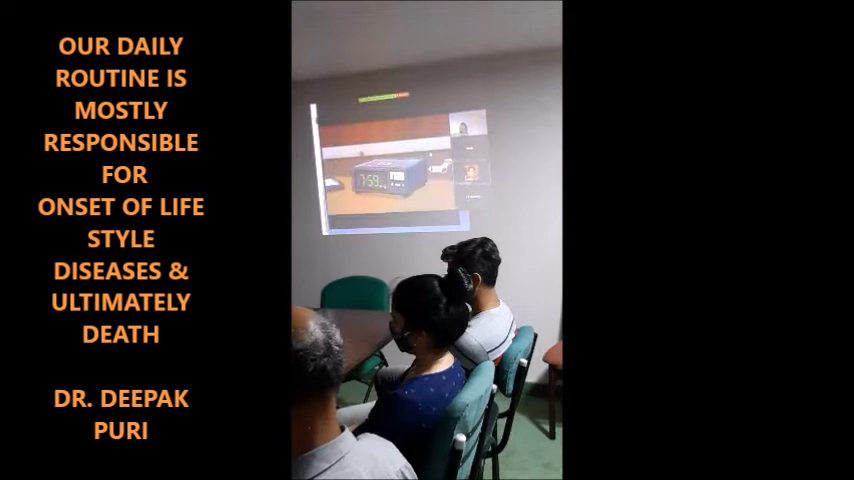 OUR DAILY
ROUTINE IS
MOSTLY
RESPONSIBLE
FOR
ONSET OF LIFE
STYLE
DISEASES &
ULTIMATELY
DEATH
DR. DEEPAK
PURI
7:59